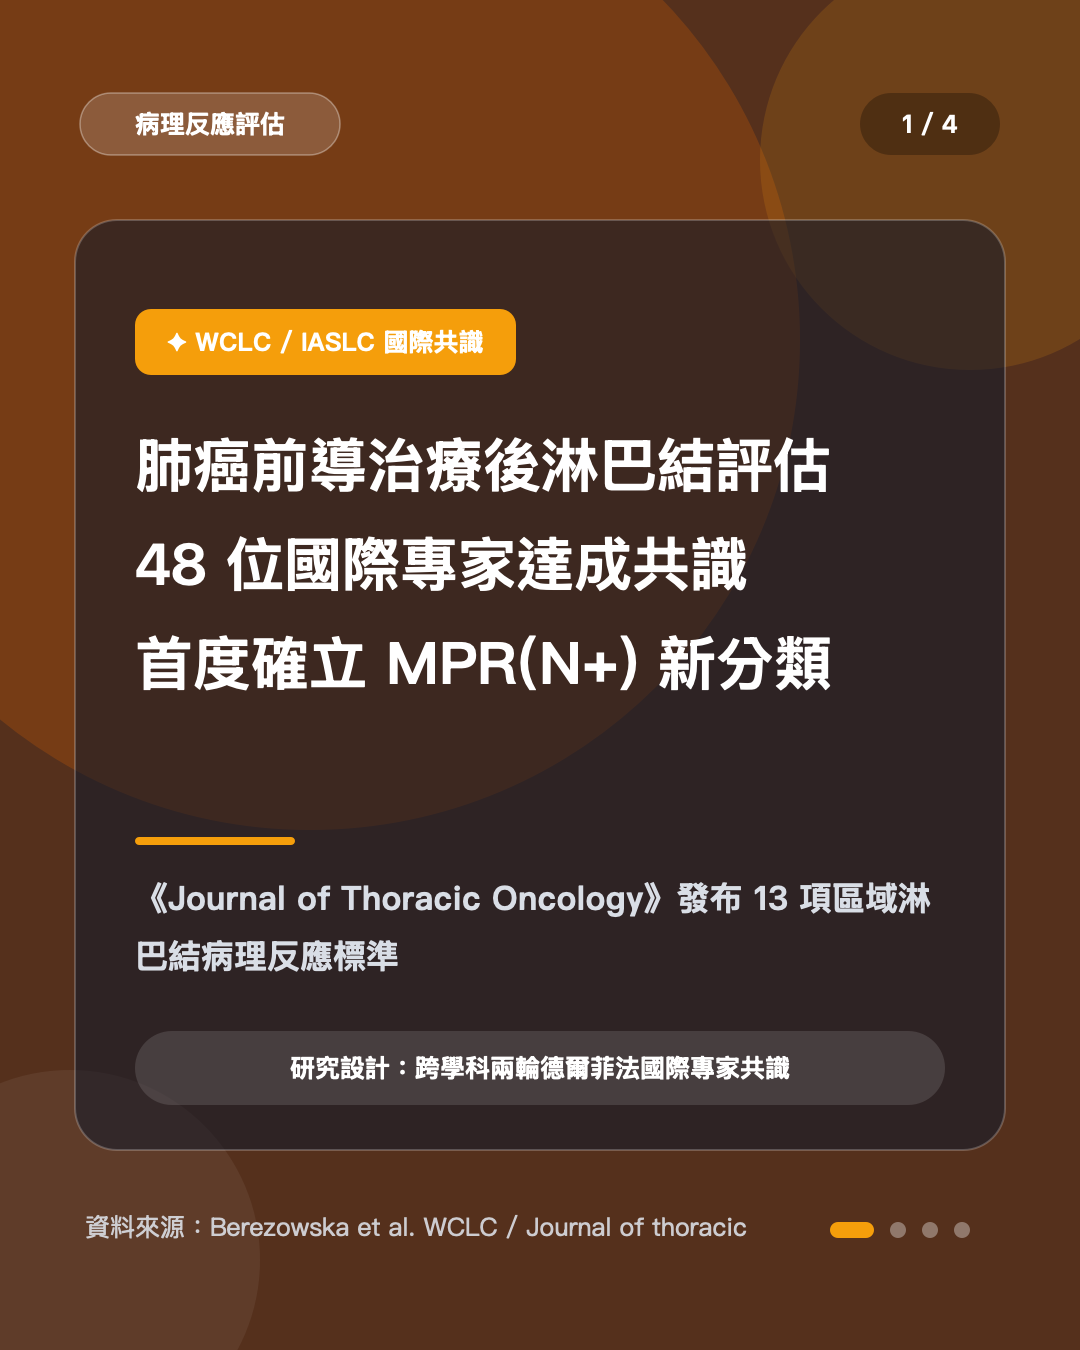 病理反應評估
1 / 4
✦ WCLC / IASLC 國際共識
肺癌前導治療後淋巴結評估
48 位國際專家達成共識
首度確立 MPR(N+) 新分類
《Journal of Thoracic Oncology》發布 13 項區域淋
巴結病理反應標準
研究設計：跨學科兩輪德爾菲法國際專家共識
資料來源：Berezowska et al. WCLC / Journal of thoracic